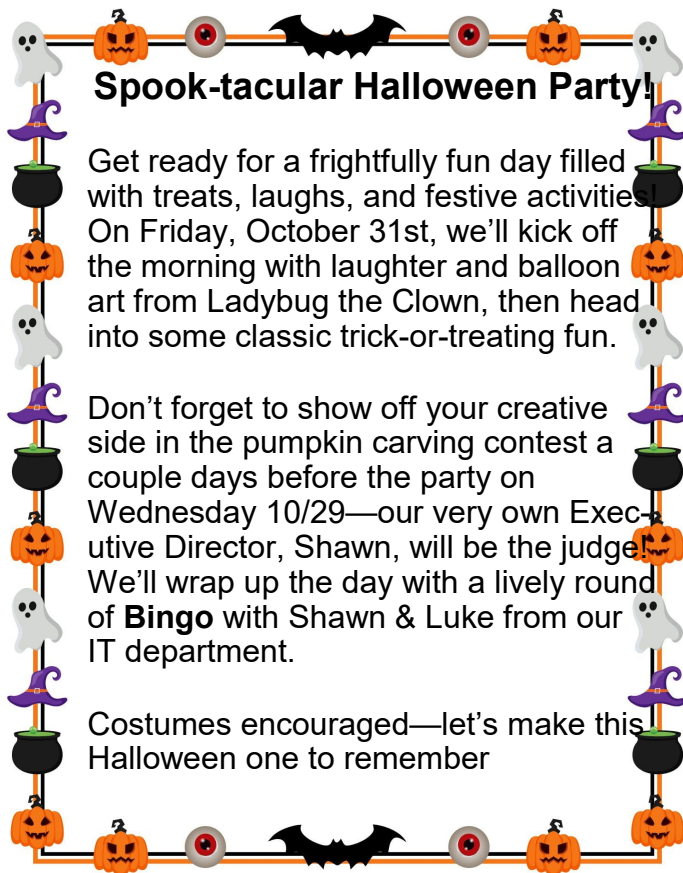 Spook-tacular Halloween Party!
Get ready for a frightfully fun day filled
with treats, laughs, and festive activities!
On Friday, October 31st, we’ll kick off
the morning with laughter and balloon
art from Ladybug the Clown, then head
into some classic trick-or-treating fun.
Don’t forget to show off your creative
side in the pumpkin carving contest a
couple days before the party on
Wednesday 10/29—our very own Exec-
utive Director, Shawn, will be the judge!
We’ll wrap up the day with a lively round
of Bingo with Shawn & Luke from our
IT department.
Costumes encouraged—let’s make this
Halloween one to remember